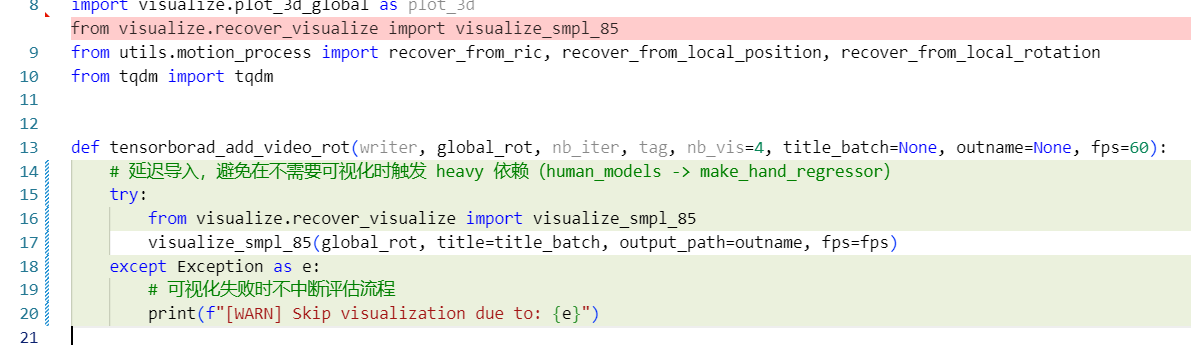 8 import visualize.plot_3d_global as plot_3d
from visualize.recover_visualize import visualize_smpl_85
9 from utils.motion_process import recover_from_ric, recover_from_local_position, recover_from_local_rotation
10 from tqdm import tqdm
11
12
13 def tensorborad_add_video_rot(writer, global_rot, nb_iter, tag, nb_vis=4, title_batch=None, outname=None, fps=60):
14 # 延迟导入，避免在不需要可视化时触发 heavy 依赖（human_models -> make_hand_regressor）
15 try:
16 from visualize.recover_visualize import visualize_smpl_85
17 visualize_smpl_85(global_rot, title=title_batch, output_path=outname, fps=fps)
18 except Exception as e:
19 # 可视化失败时不中断评估流程
20 print(f"[WARN] Skip visualization due to: {e}")
21